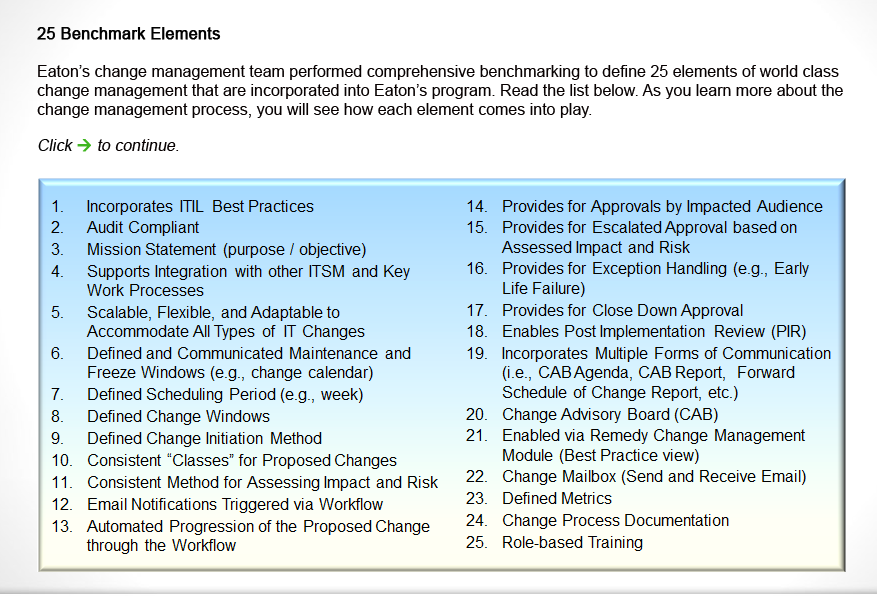 25 Benchmark Elements
Eaton’s change management team performed comprehensive benchmarking to define 25 elements of world class
change management that are incorporated into Eaton’s program. Read the list below. As you learn more about the
change management process, you will see how each element comes into play.
Click → to continue.
1. Incorporates ITIL Best Practices
2. Audit Compliant
3. Mission Statement (purpose / objective)
4. Supports Integration with other ITSM and Key
Work Processes
5. Scalable, Flexible, and Adaptable to
Accommodate All Types of IT Changes
6. Defined and Communicated Maintenance and
Freeze Windows (e.g., change calendar)
7. Defined Scheduling Period (e.g., week)
8. Defined Change Windows
9. Defined Change Initiation Method
10. Consistent “Classes” for Proposed Changes
11. Consistent Method for Assessing Impact and Risk
12. Email Notifications Triggered via Workflow
13. Automated Progression of the Proposed Change
through the Workflow
14. Provides for Approvals by Impacted Audience
15. Provides for Escalated Approval based on
Assessed Impact and Risk
16. Provides for Exception Handling (e.g., Early
Life Failure)
17. Provides for Close Down Approval
18. Enables Post Implementation Review (PIR)
19. Incorporates Multiple Forms of Communication
(i.e., CAB Agenda, CAB Report, Forward
Schedule of Change Report, etc.)
20. Change Advisory Board (CAB)
21. Enabled via Remedy Change Management
Module (Best Practice view)
22. Change Mailbox (Send and Receive Email)
23. Defined Metrics
24. Change Process Documentation
25. Role-based Training